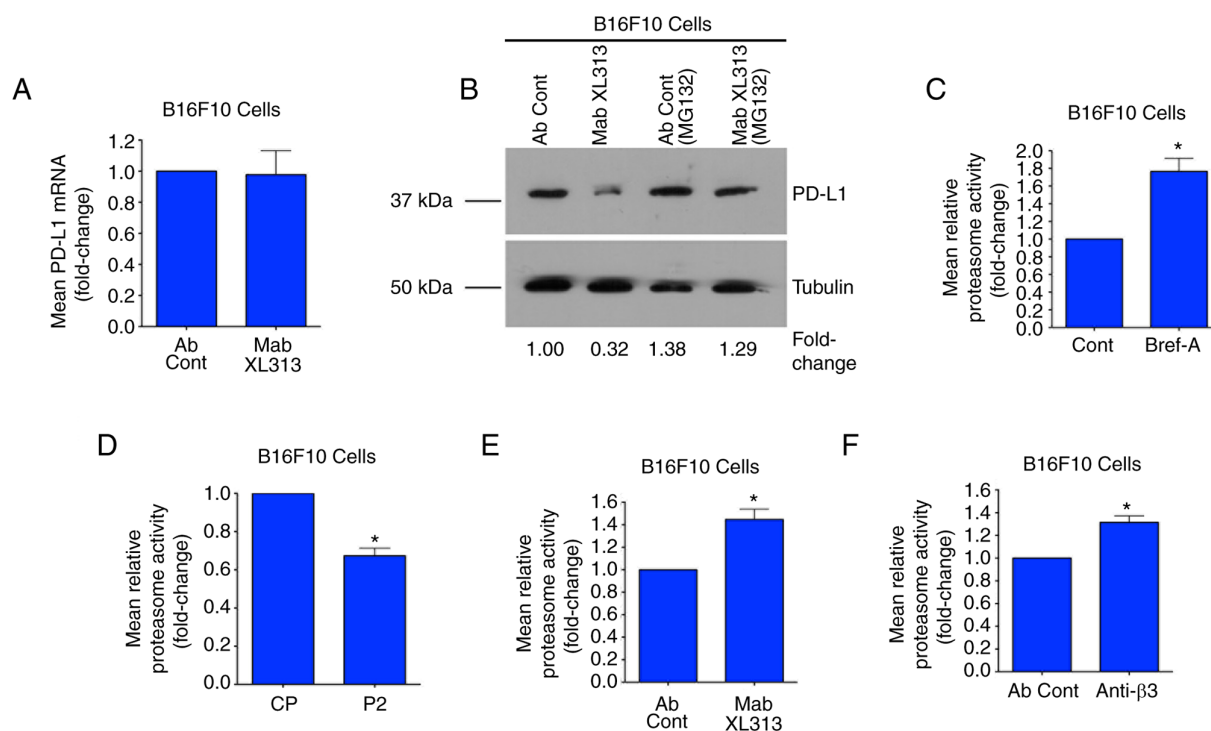 A
B16F10 Cells
Mean PD-L1 mRNA
(fold-change)
1.2
1.0
0.8
0.6
0.4
0.2
0.0
Ab
Cont
Mab
XL313
B
B16F10 Cells
Ab Cont
Mab XL313
Ab Cont
(MG132)
Mab XL313
(MG132)
37 kDa
PD-L1
50 kDa
Tubulin
1.00 0.32 1.38 1.29
Fold-
change
C
B16F10 Cells
Mean relative
proteasome activity
(fold-change)
2.0
1.8
1.6
1.4
1.2
1.0
0.8
0.6
0.4
0.2
0.0
*
Cont
Bref-A
D
B16F10 Cells
Mean relative
proteasome activity
(fold-change)
1.0
0.8
0.6
0.4
0.2
0.0
*
CP
P2
E
B16F10 Cells
Mean relative
proteasome activity
(fold-change)
1.6
1.4
1.2
1.0
0.8
0.6
0.4
0.2
0.0
*
Ab
Cont
Mab
XL313
F
B16F10 Cells
Mean relative
proteasome activity
(fold-change)
1.6
1.4
1.2
1.0
0.8
0.6
0.4
0.2
0.0
*
Ab Cont
Anti-β3